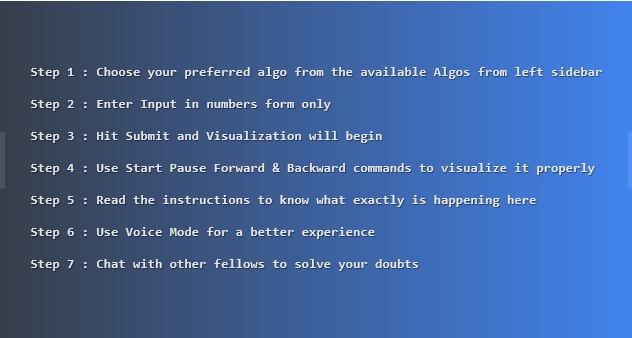 Step 1 : Choose your preferred algo from the available Algos from left sidebar
Step 2 : Enter Input in numbers form only
Step 3 : Hit Submit and Visualization will begin
Step 4 : Use Start Pause Forward & Backward commands to visualize it properly
Step 5 : Read the instructions to know what exactly is happening here
Step 6 : Use Voice Mode for a better experience
Step 7 : Chat with other fellows to solve your doubts